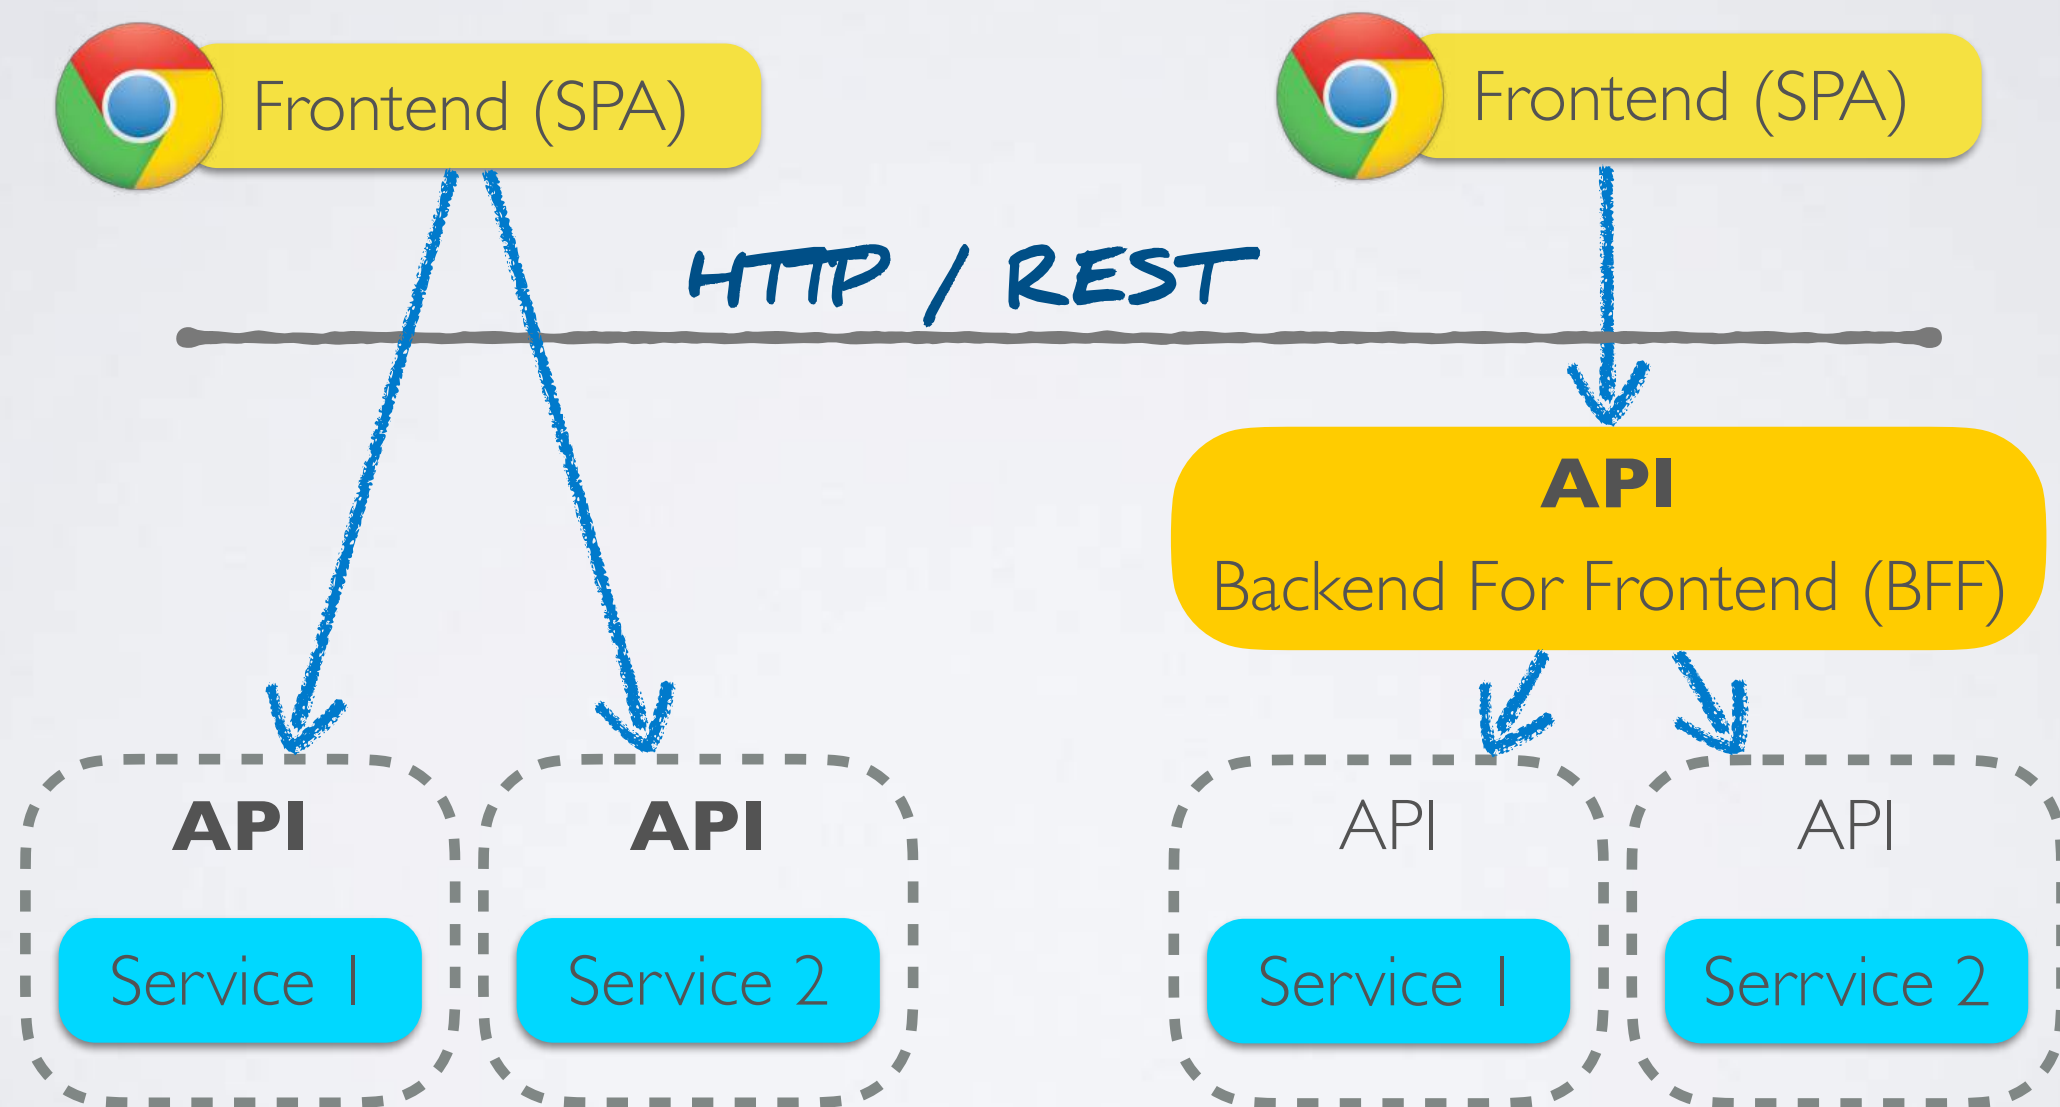 Frontend (SPA)
Frontend (SPA)
HTTP / REST
API
Backend For Frontend (BFF)
API
API
API
API
Service 1
Service 2
Service 1
Serrvice 2